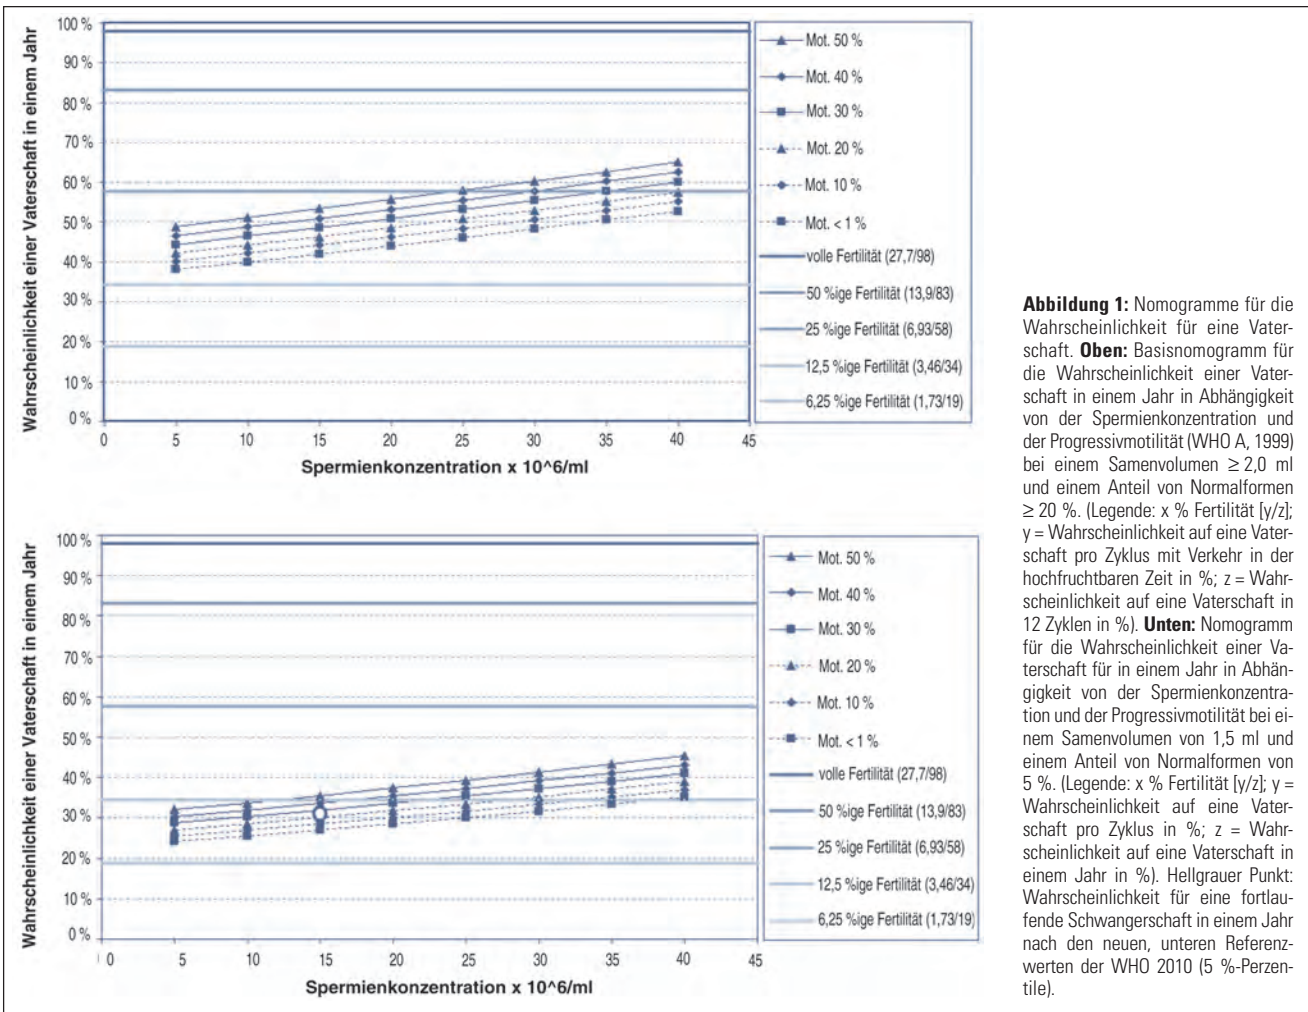 100 %
90 %
80 %
70 %
60 %
50 %
40 %
30 %
20 %
10 %
0 %
Wahrscheinlichkeit einer Vaterschaft in einem Jahr
0 5 10 15 20 25 30 35 40 45
Spermienkonzentration x 10^6/ml
Mot. 50 %
Mot. 40 %
Mot. 30 %
Mot. 20 %
Mot. 10 %
Mot. < 1 %
volle Fertilität (27,7/98)
50 %ige Fertilität (13,9/83)
25 %ige Fertilität (6,93/58)
12,5 %ige Fertilität (3,46/34)
6,25 %ige Fertilität (1,73/19)
100 %
90 %
80 %
70 %
60 %
50 %
40 %
30 %
20 %
10 %
0 %
Wahrscheinlichkeit einer Vaterschaft in einem Jahr
0 5 10 15 20 25 30 35 40 45
Spermienkonzentration x 10^6/ml
Mot. 50 %
Mot. 40 %
Mot. 30 %
Mot. 20 %
Mot. 10 %
Mot. < 1 %
volle Fertilität (27,7/98)
50 %ige Fertilität (13,9/83)
25 %ige Fertilität (6,93/58)
12,5 %ige Fertilität (3,46/34)
6,25 %ige Fertilität (1,73/19)
Abbildung 1: Nomogramme für die
Wahrscheinlichkeit für eine Vater-
schaft. Oben: Basisnomogramm für
die Wahrscheinlichkeit einer Vater-
schaft in einem Jahr in Abhängigkeit
von der Spermienkonzentration und
der Progressivmotilität (WHO A, 1999)
bei einem Samenvolumen ≥ 2,0 ml
und einem Anteil von Normalformen
≥ 20 %. (Legende: x % Fertilität [y/z];
y = Wahrscheinlichkeit auf eine Vater-
schaft pro Zyklus mit Verkehr in der
hochfruchtbaren Zeit in %; z = Wahr-
scheinlichkeit auf eine Vaterschaft in
12 Zyklen in %). Unten: Nomogramm
für die Wahrscheinlichkeit einer Va-
terschaft für in einem Jahr in Abhän-
gigkeit von der Spermienkonzentra-
tion und der Progressivmotilität bei ei-
nem Samenvolumen von 1,5 ml und
einem Anteil von Normalformen von
5 %. (Legende: x % Fertilität [y/z]; y =
Wahrscheinlichkeit auf eine Vater-
schaft pro Zyklus in %; z = Wahr-
scheinlichkeit auf eine Vaterschaft in
einem Jahr in %). Hellgrauer Punkt:
Wahrscheinlichkeit für eine fortlau-
fende Schwangerschaft in einem Jahr
nach den neuen, unteren Referenz-
werten der WHO 2010 (5 %-Perzen-
tile).